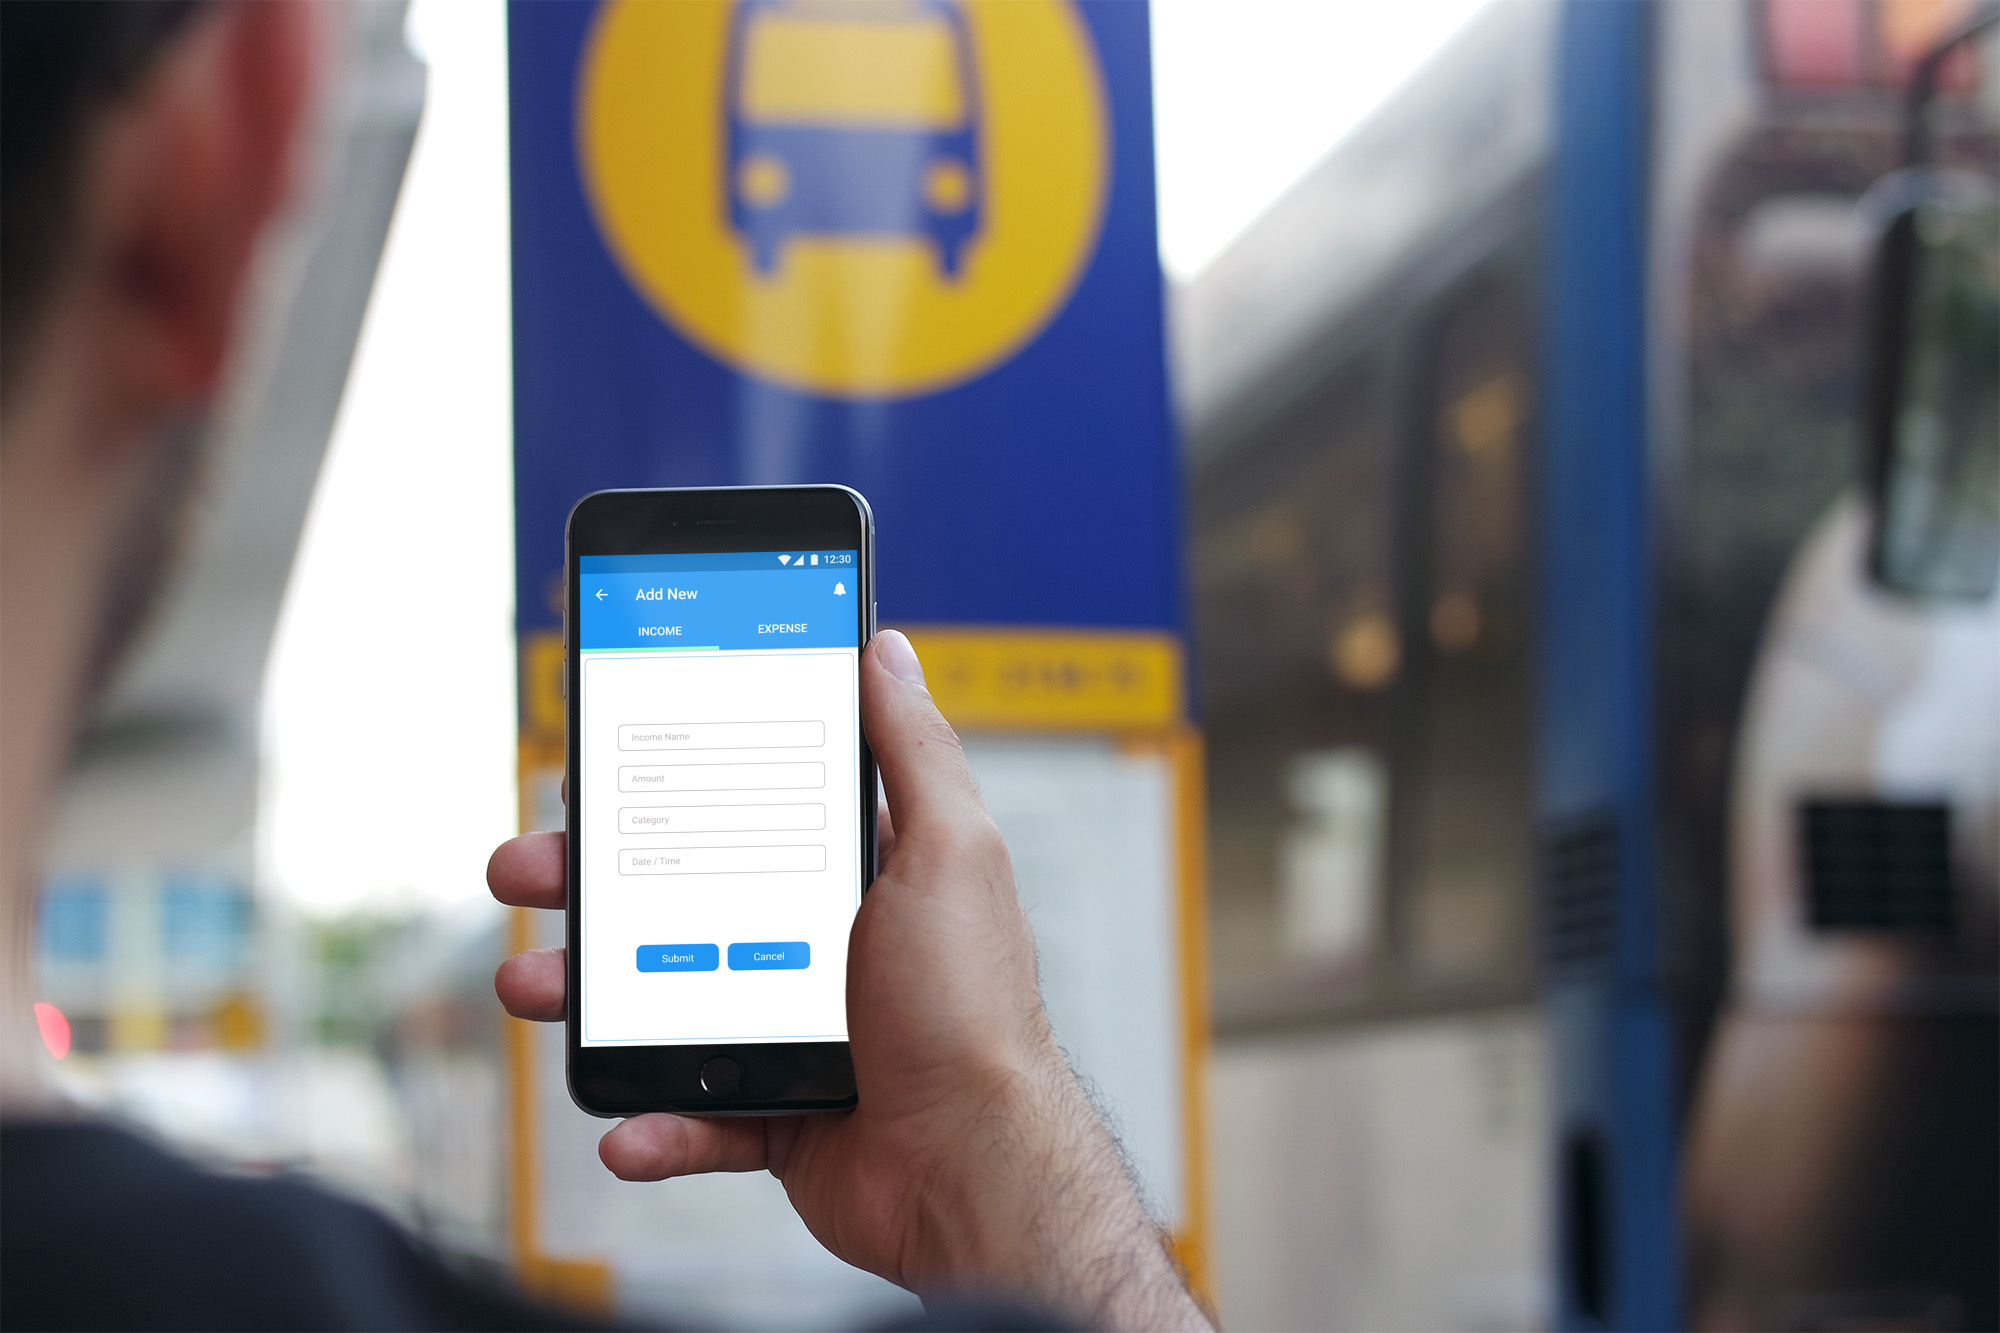 12:30
Add New
INCOME EXPENSE
Income Name
Amount
Category
Date / Time
Submit Cancel